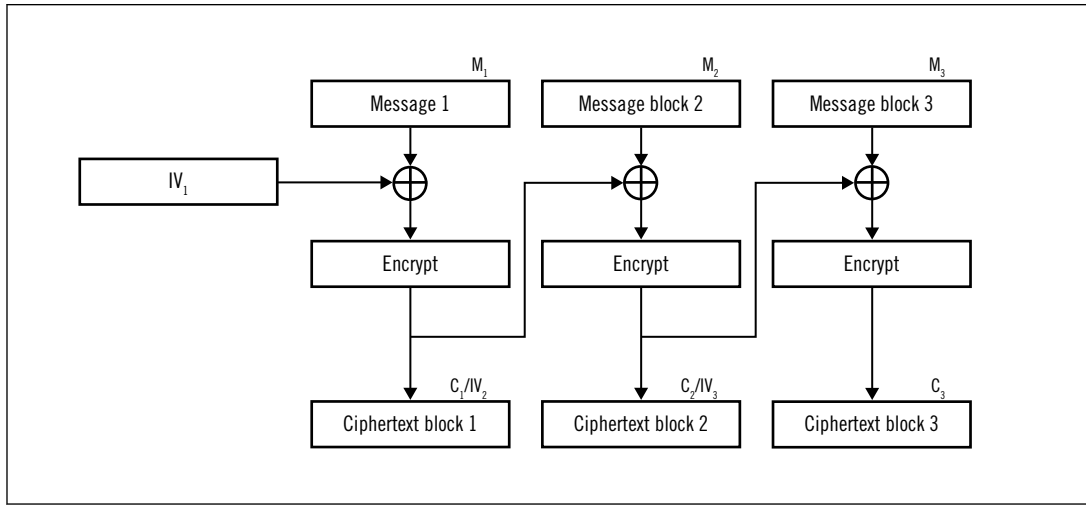 M₁ M₂ M₃
Message 1 Message block 2 Message block 3
IV₁
Encrypt Encrypt Encrypt
C₁/IV₂ C₂/IV₃ C₃
Ciphertext block 1 Ciphertext block 2 Ciphertext block 3